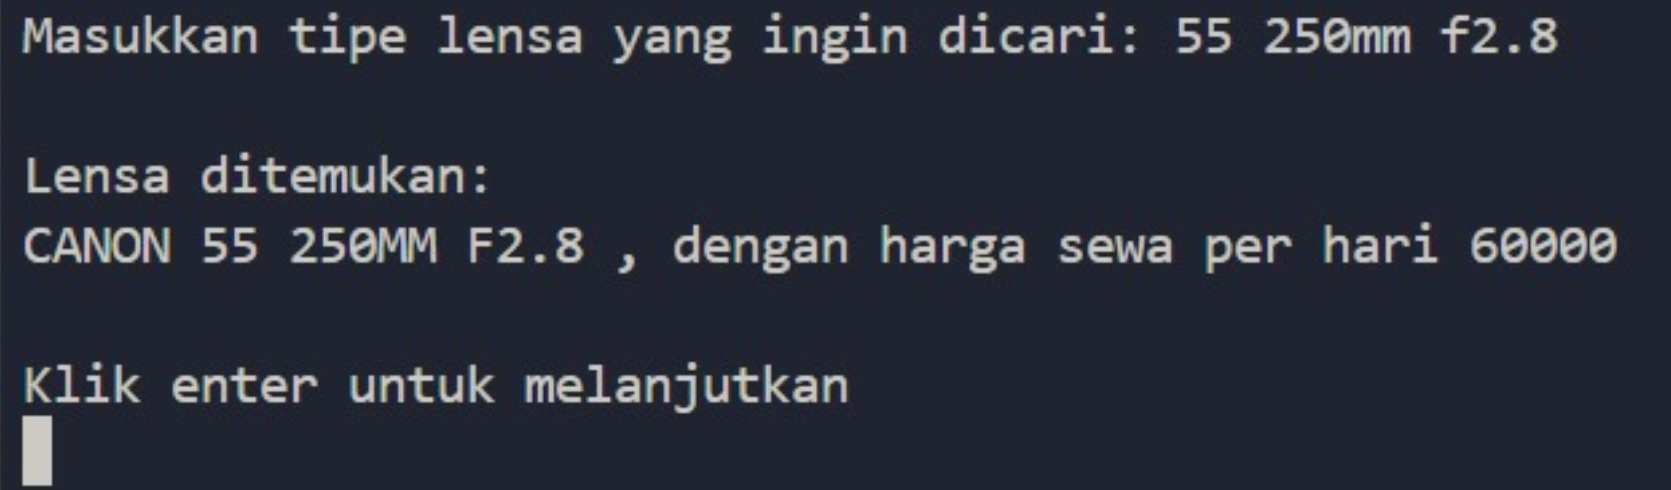 Masukkan tipe lensa yang ingin dicari: 55 250mm f2.8
Lensa ditemukan:
CANON 55 250MM F2.8 , dengan harga sewa per hari 60000
Klik enter untuk melanjutkan